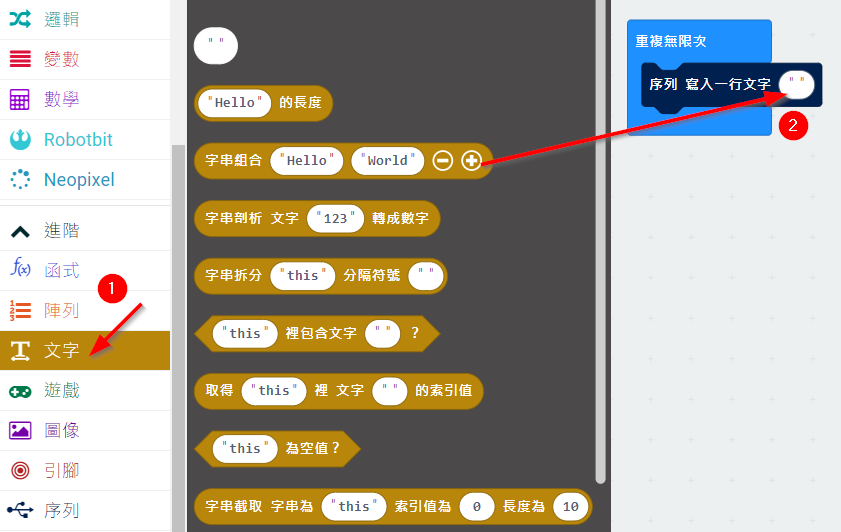 邏輯
變數
數學
Robotbit
Neopixel
進階
f(x) 函式
陣列
文字
遊戲
圖像
引腳
序列
1
" "
"Hello" 的長度
字串組合 "Hello" "World"
字串剖析 文字 "123" 轉成數字
字串拆分 "this" 分隔符號 " "
"this" 裡包含文字 " " ?
取得 "this" 裡 文字 " " 的索引值
"this" 為空值?
字串截取 字串為 "this" 索引值為 0 長度為 10
重複無限次
序列 寫入一行文字 " "
2